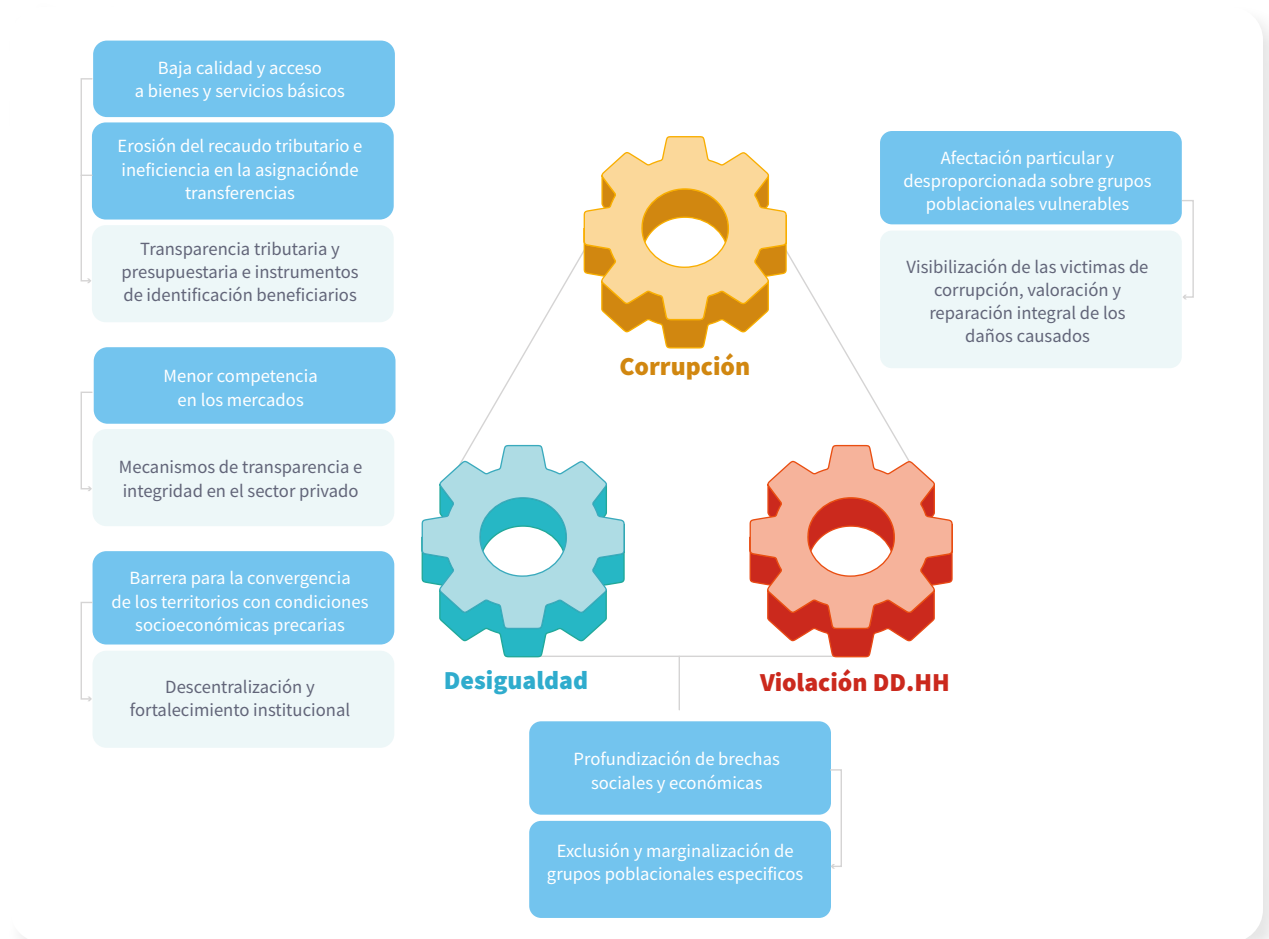 Baja calidad y acceso
a bienes y servicios básicos
Erosión del recaudo tributario e
ineficiencia en la asignaciónde
transferencias
Transparencia tributaria y
presupuestaria e instrumentos
de identificación beneficiarios
Menor competencia
en los mercados
Mecanismos de transparencia e
integridad en el sector privado
Barrera para la convergencia
de los territorios con condiciones
socioeconómicas precarias
Descentralización y
fortalecimiento institucional
Corrupción
Desigualdad
Violación DD.HH
Afectación particular y
desproporcionada sobre grupos
poblacionales vulnerables
Visibilización de las victimas de
corrupción, valoración y
reparación integral de los
daños causados
Profundización de brechas
sociales y económicas
Exclusión y marginalización de
grupos poblacionales especificos